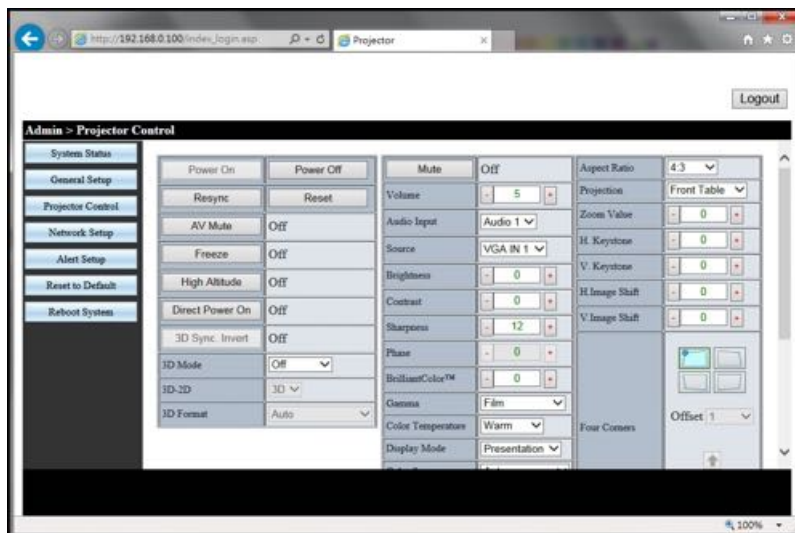 http://192.168.0.100/index_login.asp
Projector
Logout
Admin > Projector Control
System Status
General Setup
Projector Control
Network Setup
Alert Setup
Reset to Default
Reboot System
Power On Power Off
Resync Reset
AV Mute Off
Freeze Off
High Altitude Off
Direct Power On Off
3D Sync. Invert Off
3D Mode Off
3D-2D 3D
3D Format Auto
Mute Off
Volume - 5 +
Audio Input Audio 1
Source VGA IN 1
Brightness - 0 +
Contrast - 0 +
Sharpness - 12 +
Phase - 0 +
BrilliantColor™ - 0 +
Gamma Film
Color Temperature Warm
Display Mode Presentation
Aspect Ratio 4:3
Projection Front Table
Zoom Value - 0 +
H. Keystone - 0 +
V. Keystone - 0 +
H.Image Shift - 0 +
V.Image Shift - 0 +
Four Corners
Offset 1
100%